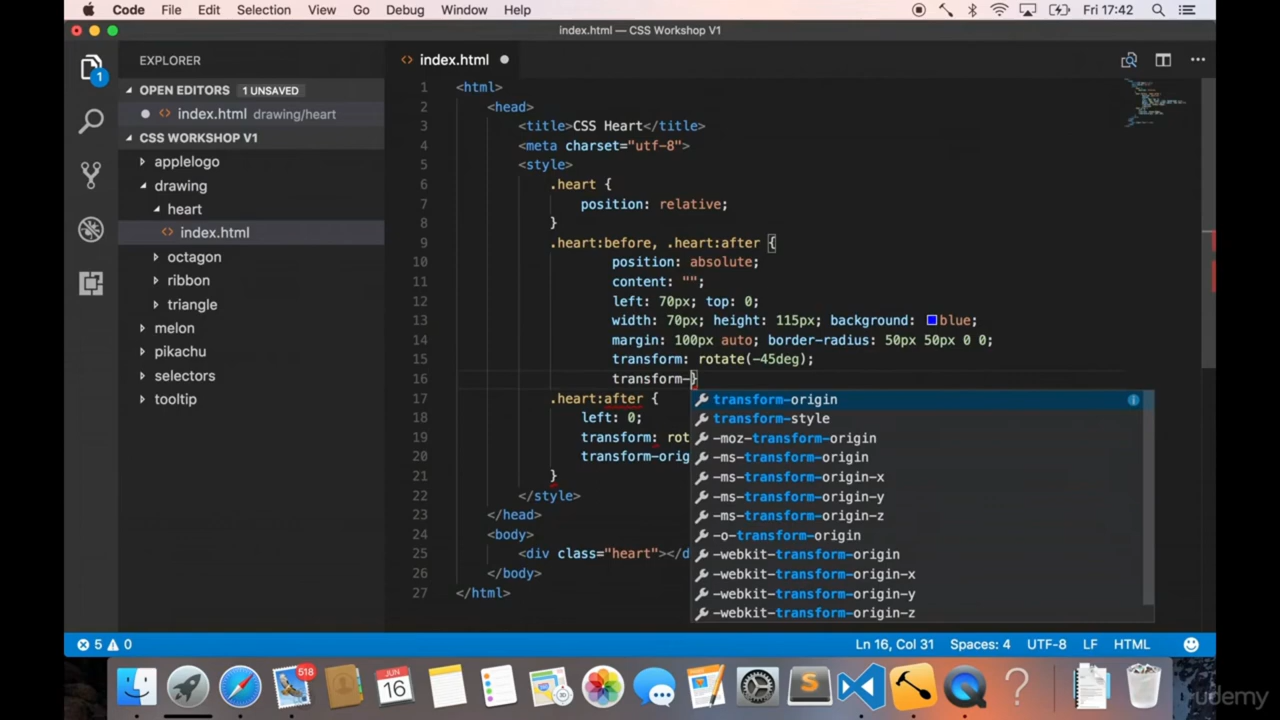 Code File Edit Selection View Go Debug Window Help Fri 17:42
index.html — CSS Workshop V1
EXPLORER
1
OPEN EDITORS 1 UNSAVED
index.html drawing/heart
CSS WORKSHOP V1
applelogo
drawing
heart
index.html
octagon
ribbon
triangle
melon
pikachu
selectors
tooltip
index.html
1 <html>
2 <head>
3 <title>CSS Heart</title>
4 <meta charset="utf-8">
5 <style>
6 .heart {
7 position: relative;
8 }
9 .heart:before, .heart:after {
10 position: absolute;
11 content: "";
12 left: 70px; top: 0;
13 width: 70px; height: 115px; background: blue;
14 margin: 100px auto; border-radius: 50px 50px 0 0
15 transform: rotate(-45deg);
16 transform-}
17 .heart:after {
18 left: 0;
19 transform: rot
20 transform-orig
21 }
22 </style>
23 </head>
24 <body>
25 <div class="heart"></d
26 </body>
27 </html>
transform-origin
transform-style
-moz-transform-origin
-ms-transform-origin
-ms-transform-origin-x
-ms-transform-origin-y
-ms-transform-origin-z
-o-transform-origin
-webkit-transform-origin
-webkit-transform-origin-x
-webkit-transform-origin-y
-webkit-transform-origin-z
5 0 Ln 16, Col 31 Spaces: 4 UTF-8 LF HTML
518
JUN
16
udemy